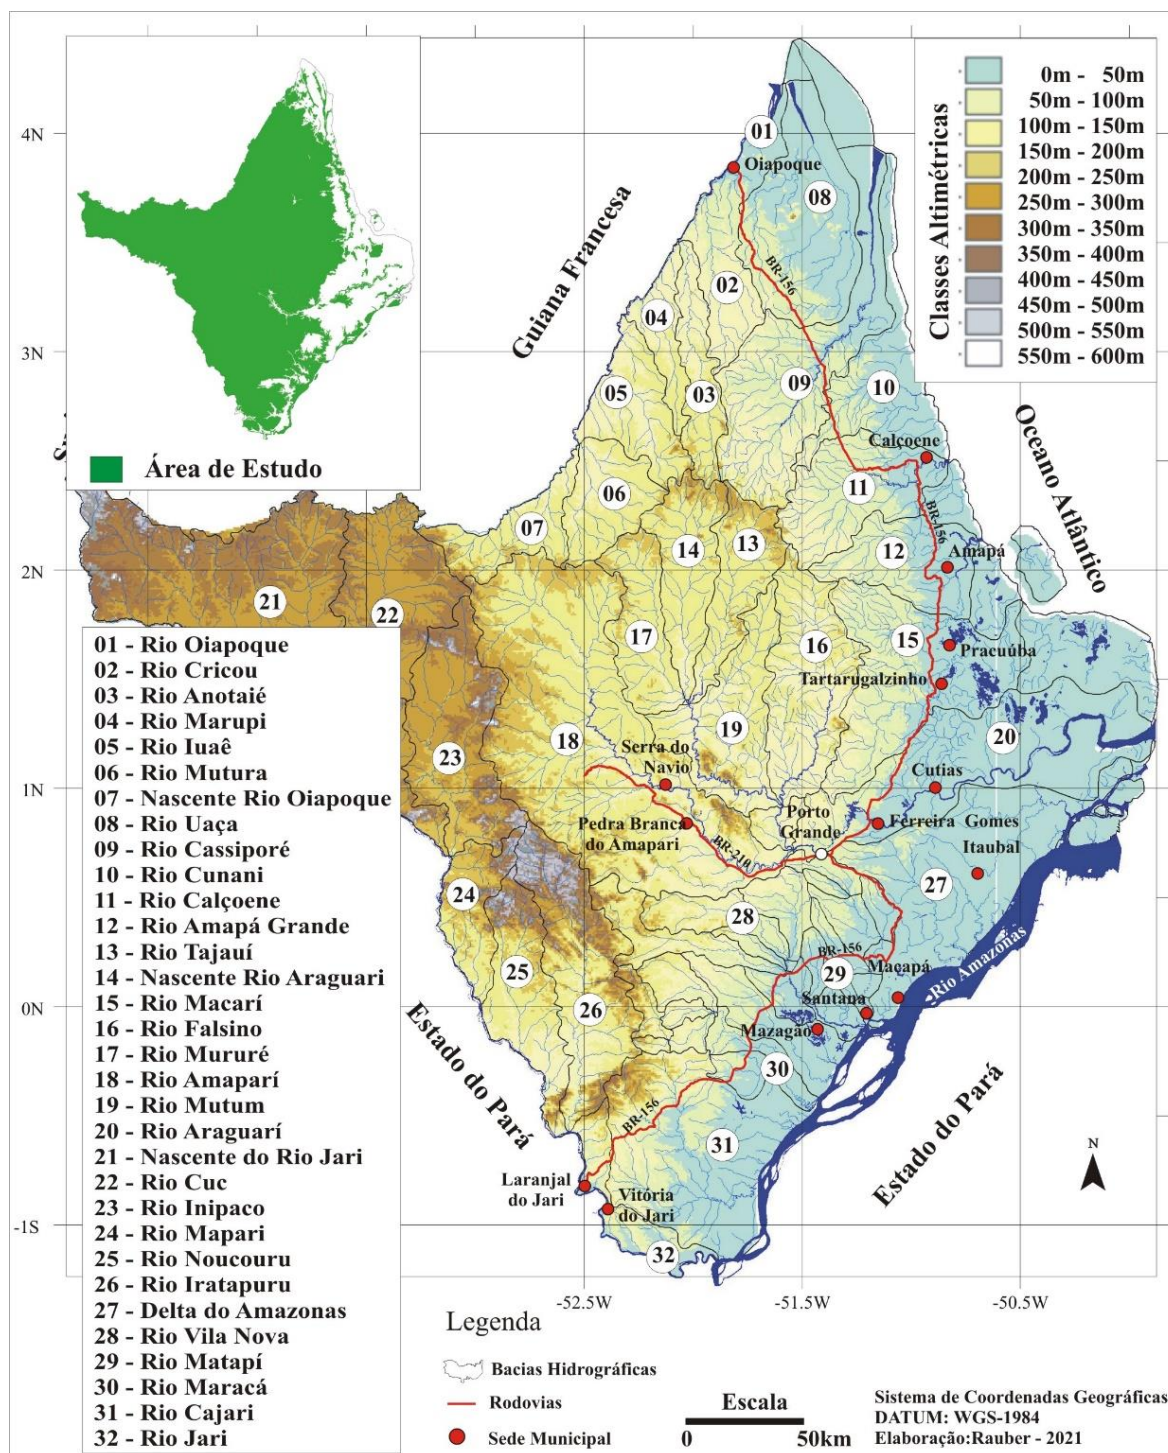 4N
3N
2N
1N
0N
-1S
-52.5W
-51.5W
-50.5W
Área de Estudo
Classes Altimétricas
0m - 50m
50m - 100m
100m - 150m
150m - 200m
200m - 250m
250m - 300m
300m - 350m
350m - 400m
400m - 450m
450m - 500m
500m - 550m
550m - 600m
Guiana Francesa
Oceano Atlântico
Estado do Pará
Estado do Pará
Rio Amazonas
01
Oiapoque
08
BR-156
02
04
05
03
09
10
Calçoene
06
11
07
14
13
12
BR-156
Amapá
21
22
17
16
15
Pracuúba
Tartarugalzinho
18
19
20
23
Serra do
Navio
Cutias
Pedra Branca
do Amapari
Porto
Grande
Ferreira Gomes
Itaubal
BR-210
24
28
27
25
BR-156
29
Macapá
Santana
26
Mazagão
30
BR-156
31
Laranjal
do Jari
Vitória
do Jari
32
N
01 - Rio Oiapoque
02 - Rio Cricou
03 - Rio Anotaié
04 - Rio Marupi
05 - Rio Iuaê
06 - Rio Mutura
07 - Nascente Rio Oiapoque
08 - Rio Uaça
09 - Rio Cassiporé
10 - Rio Cunani
11 - Rio Calçoene
12 - Rio Amapá Grande
13 - Rio Tajauí
14 - Nascente Rio Araguari
15 - Rio Macarí
16 - Rio Falsino
17 - Rio Mururé
18 - Rio Amaparí
19 - Rio Mutum
20 - Rio Araguarí
21 - Nascente do Rio Jari
22 - Rio Cuc
23 - Rio Inipaco
24 - Rio Mapari
25 - Rio Noucouru
26 - Rio Iratapuru
27 - Delta do Amazonas
28 - Rio Vila Nova
29 - Rio Matapí
30 - Rio Maracá
31 - Rio Cajari
32 - Rio Jari
Legenda
Bacias Hidrográficas
Rodovias
Sede Municipal
Escala
0 50km
Sistema de Coordenadas Geográficas
DATUM: WGS-1984
Elaboração:Rauber - 2021